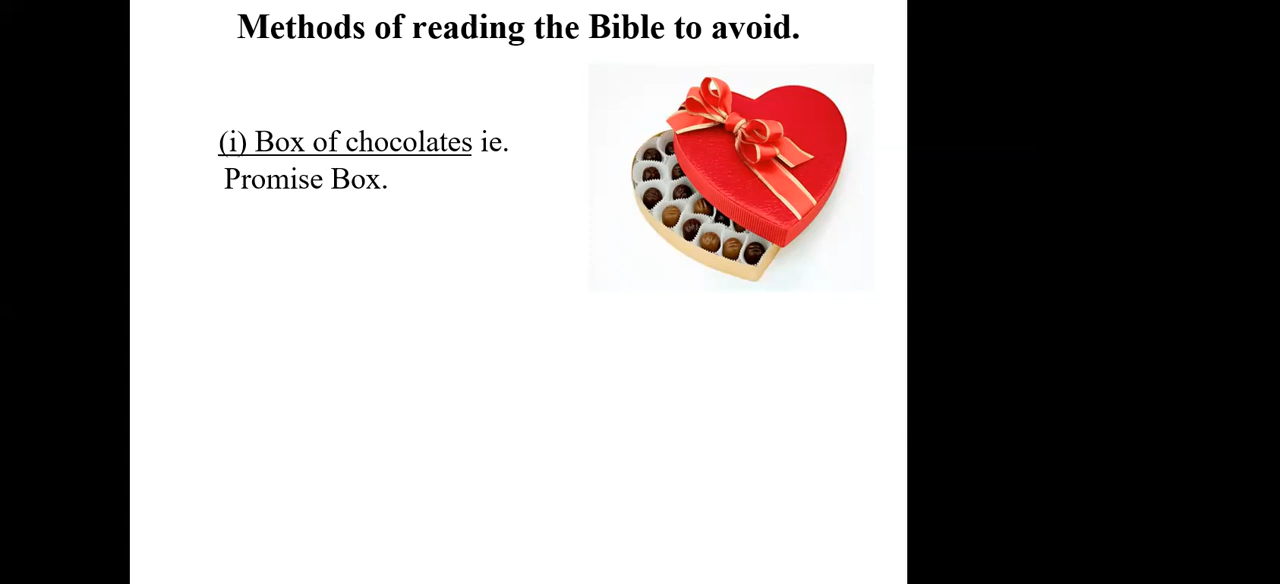 Methods of reading the Bible to avoid.
(i) Box of chocolates ie.
Promise Box.